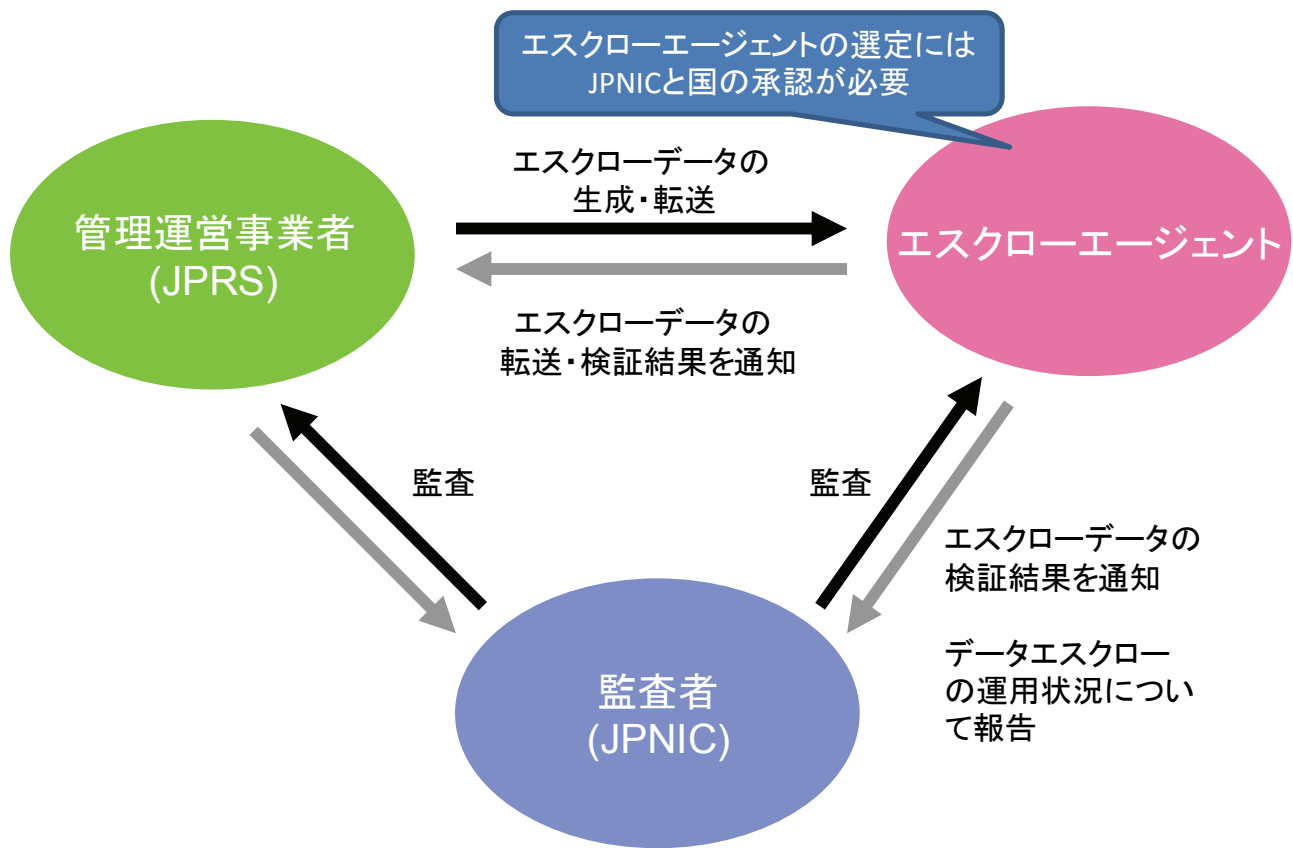 エスクローエージェントの選定には
JPNICと国の承認が必要
エスクローデータの
生成・転送
管理運営事業者
(JPRS)
エスクローエージェント
エスクローデータの
転送・検証結果を通知
監査
監査
エスクローデータの
検証結果を通知
データエスクロー
の運用状況につい
て報告
監査者
(JPNIC)